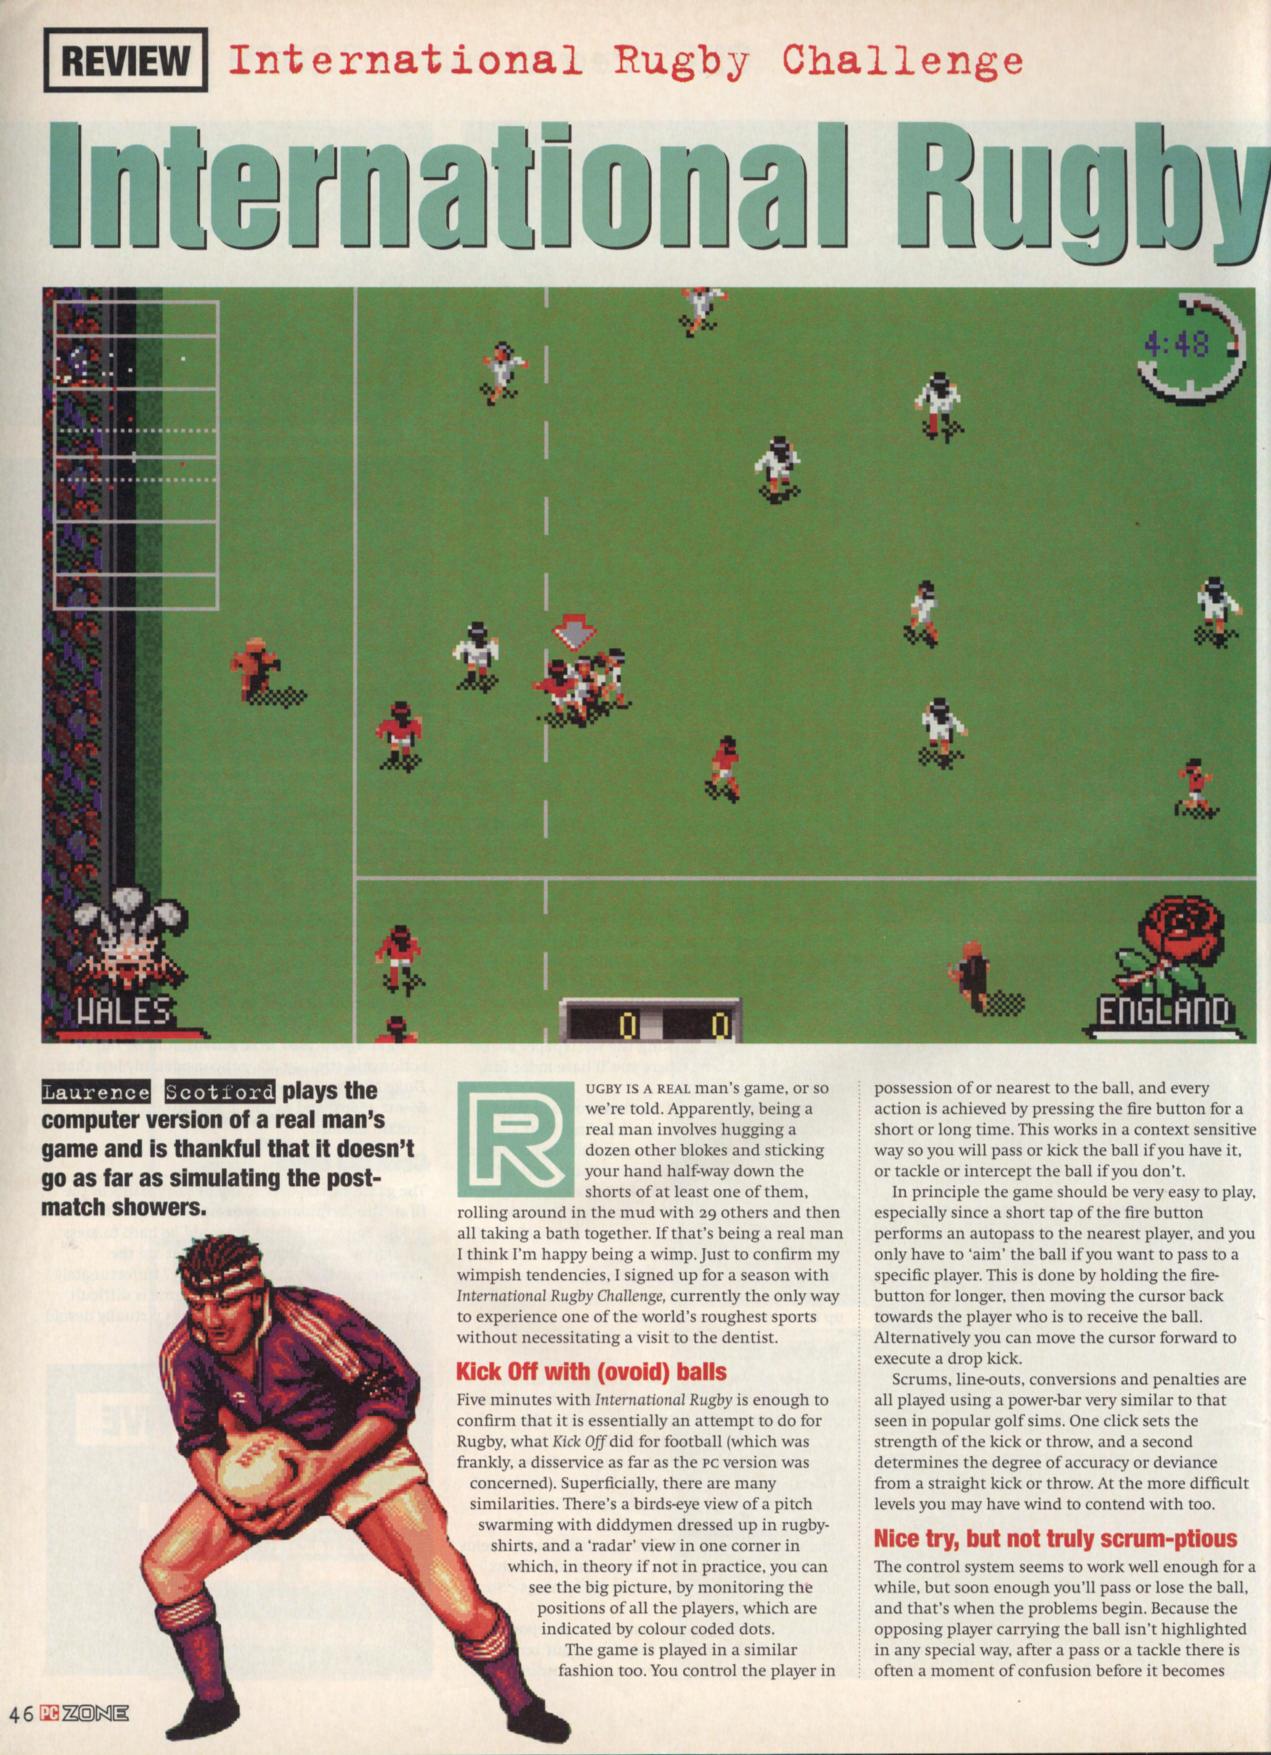 REVIEW International Rugby Challenge
International Rugby
4:48
WALES
0 0
ENGLAND
Laurence Scotford plays the
computer version of a real man's
game and is thankful that it doesn't
go as far as simulating the post-
match showers.
RUGBY IS A REAL man's game, or so
we're told. Apparently, being a
real man involves hugging a
dozen other blokes and sticking
your hand half-way down the
shorts of at least one of them,
rolling around in the mud with 29 others and then
all taking a bath together. If that's being a real man
I think I'm happy being a wimp. Just to confirm my
wimpish tendencies, I signed up for a season with
International Rugby Challenge, currently the only way
to experience one of the world's roughest sports
without necessitating a visit to the dentist.
Kick Off with (ovoid) balls
Five minutes with International Rugby is enough to
confirm that it is essentially an attempt to do for
Rugby, what Kick Off did for football (which was
frankly, a disservice as far as the PC version was
concerned). Superficially, there are many
similarities. There's a birds-eye view of a pitch
swarming with diddymen dressed up in rugby-
shirts, and a 'radar' view in one corner in
which, in theory if not in practice, you can
see the big picture, by monitoring the
positions of all the players, which are
indicated by colour coded dots.
The game is played in a similar
fashion too. You control the player in
possession of or nearest to the ball, and every
action is achieved by pressing the fire button for a
short or long time. This works in a context sensitive
way so you will pass or kick the ball if you have it,
or tackle or intercept the ball if you don't.
In principle the game should be very easy to play,
especially since a short tap of the fire button
performs an autopass to the nearest player, and you
only have to 'aim' the ball if you want to pass to a
specific player. This is done by holding the fire-
button for longer, then moving the cursor back
towards the player who is to receive the ball.
Alternatively you can move the cursor forward to
execute a drop kick.
Scrums, line-outs, conversions and penalties are
all played using a power-bar very similar to that
seen in popular golf sims. One click sets the
strength of the kick or throw, and a second
determines the degree of accuracy or deviance
from a straight kick or throw. At the more difficult
levels you may have wind to contend with too.
Nice try, but not truly scrum-ptious
The control system seems to work well enough for a
while, but soon enough you'll pass or lose the ball,
and that's when the problems begin. Because the
opposing player carrying the ball isn't highlighted
in any special way, after a pass or a tackle there is
often a moment of confusion before it becomes
46 PC ZONE